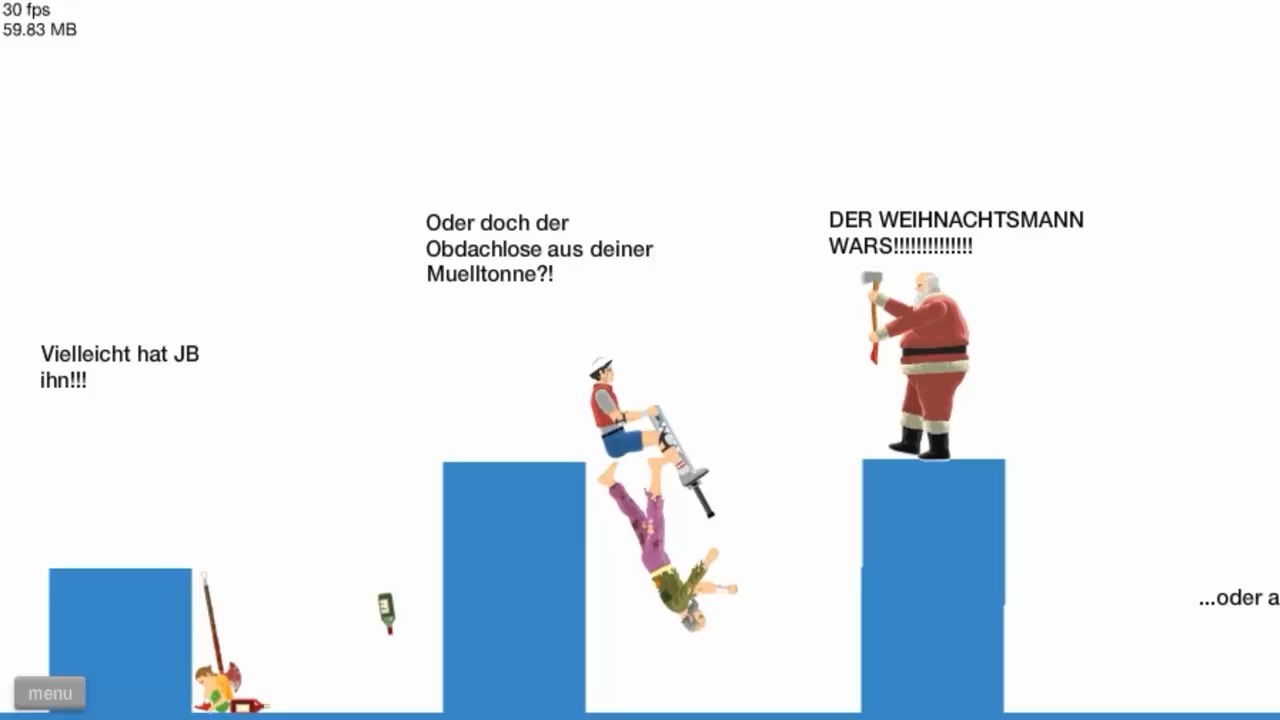 30 fps
59.83 MB
DER WEIHNACHTSMANN
WARS!!!!!!!!!!!!!!
Oder doch der
Obdachlose aus deiner
Muelltonne?!
Vielleicht hat JB
ihn!!!
...oder a
menu